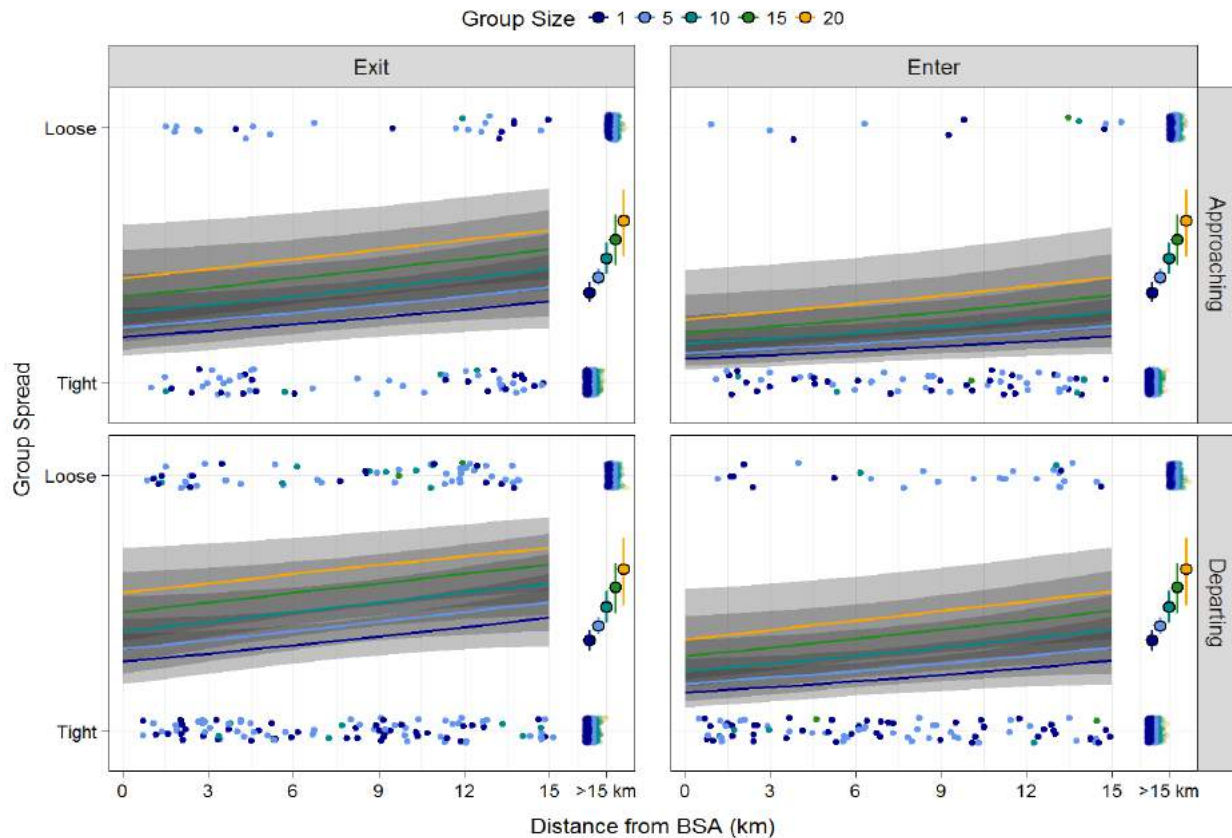 Group Size 1 5 10 15 20
Exit Enter
Loose
Tight
Approaching
Group Spread
Loose
Tight
Departing
0 3 6 9 12 15 >15 km 0 3 6 9 12 15 >15 km
Distance from BSA (km)